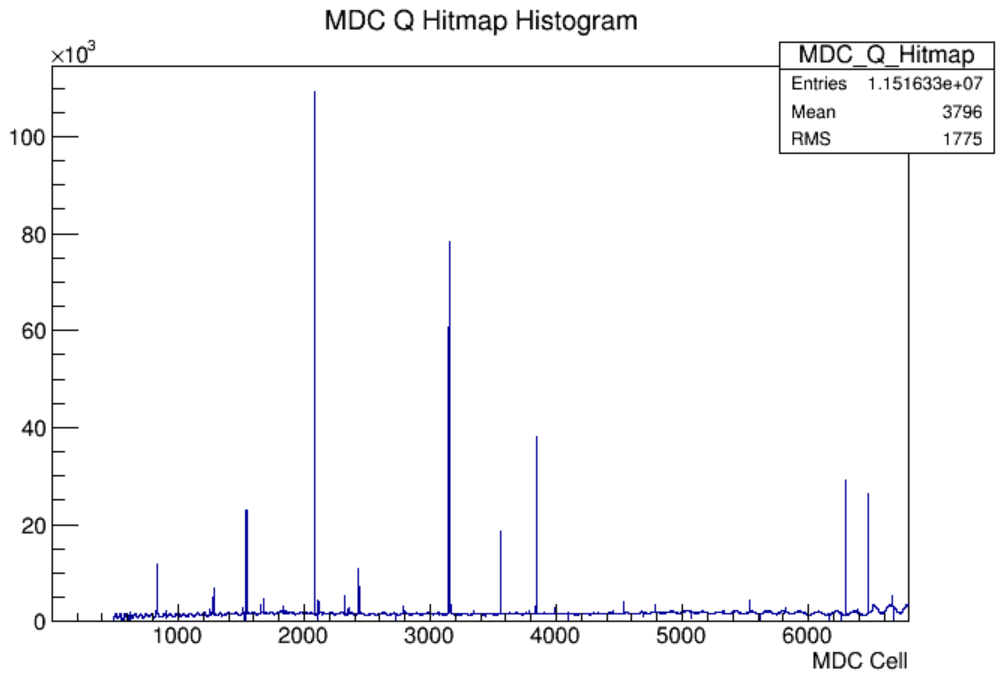 MDC Q Hitmap Histogram
×10³
MDC_Q_Hitmap
Entries 1.151633e+07
Mean 3796
RMS 1775
100
80
60
40
20
0
1000 2000 3000 4000 5000 6000
MDC Cell